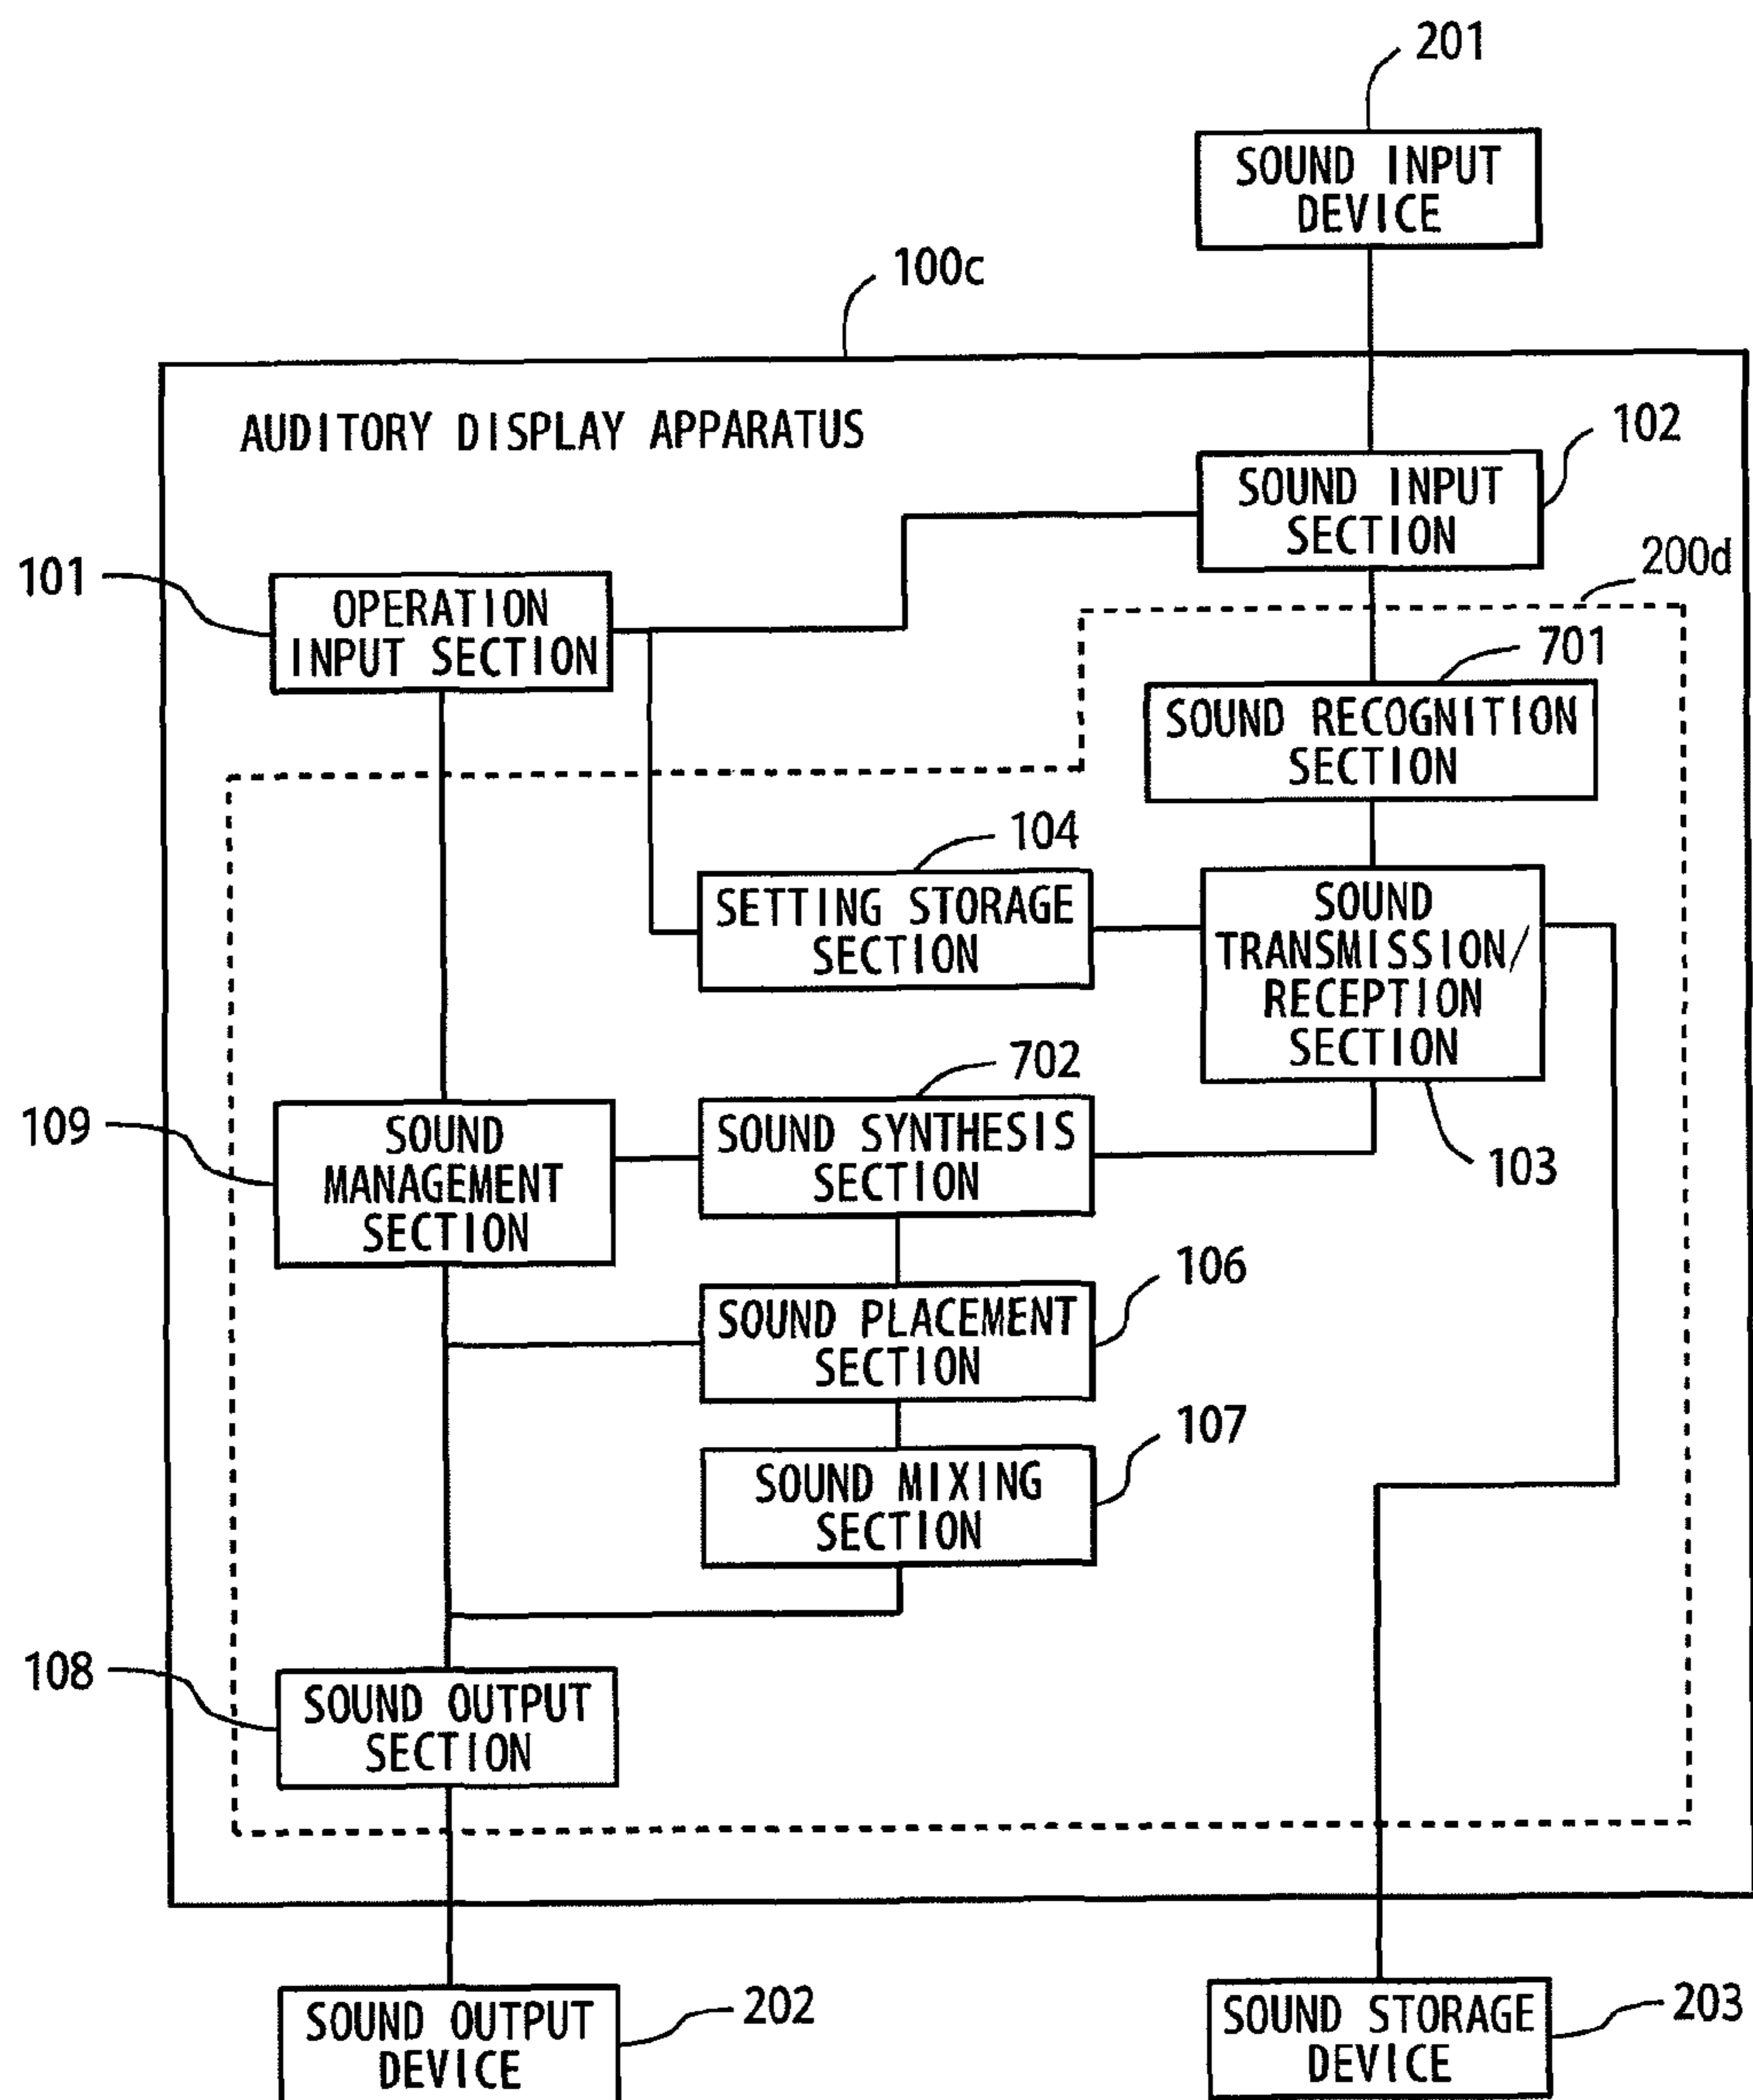 201
SOUND INPUT
DEVICE
100c
AUDITORY DISPLAY APPARATUS
102
SOUND INPUT
SECTION
200d
101
OPERATION
INPUT SECTION
701
SOUND RECOGNITION
SECTION
104
SETTING STORAGE
SECTION
SOUND
TRANSMISSION/
RECEPTION
SECTION
103
702
SOUND SYNTHESIS
SECTION
109
SOUND
MANAGEMENT
SECTION
106
SOUND PLACEMENT
SECTION
107
SOUND MIXING
SECTION
108
SOUND OUTPUT
SECTION
SOUND OUTPUT
DEVICE
202
SOUND STORAGE
DEVICE
203